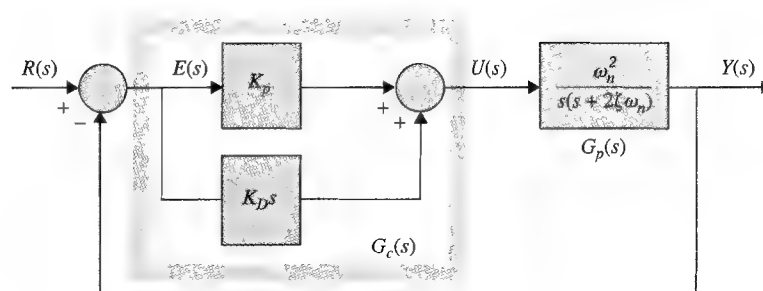 R(s)
+
−
E(s)
K_p
+
+
U(s)
ω_n^2
s(s + 2ζω_n)
Y(s)
G_p(s)
K_D s
G_c(s)